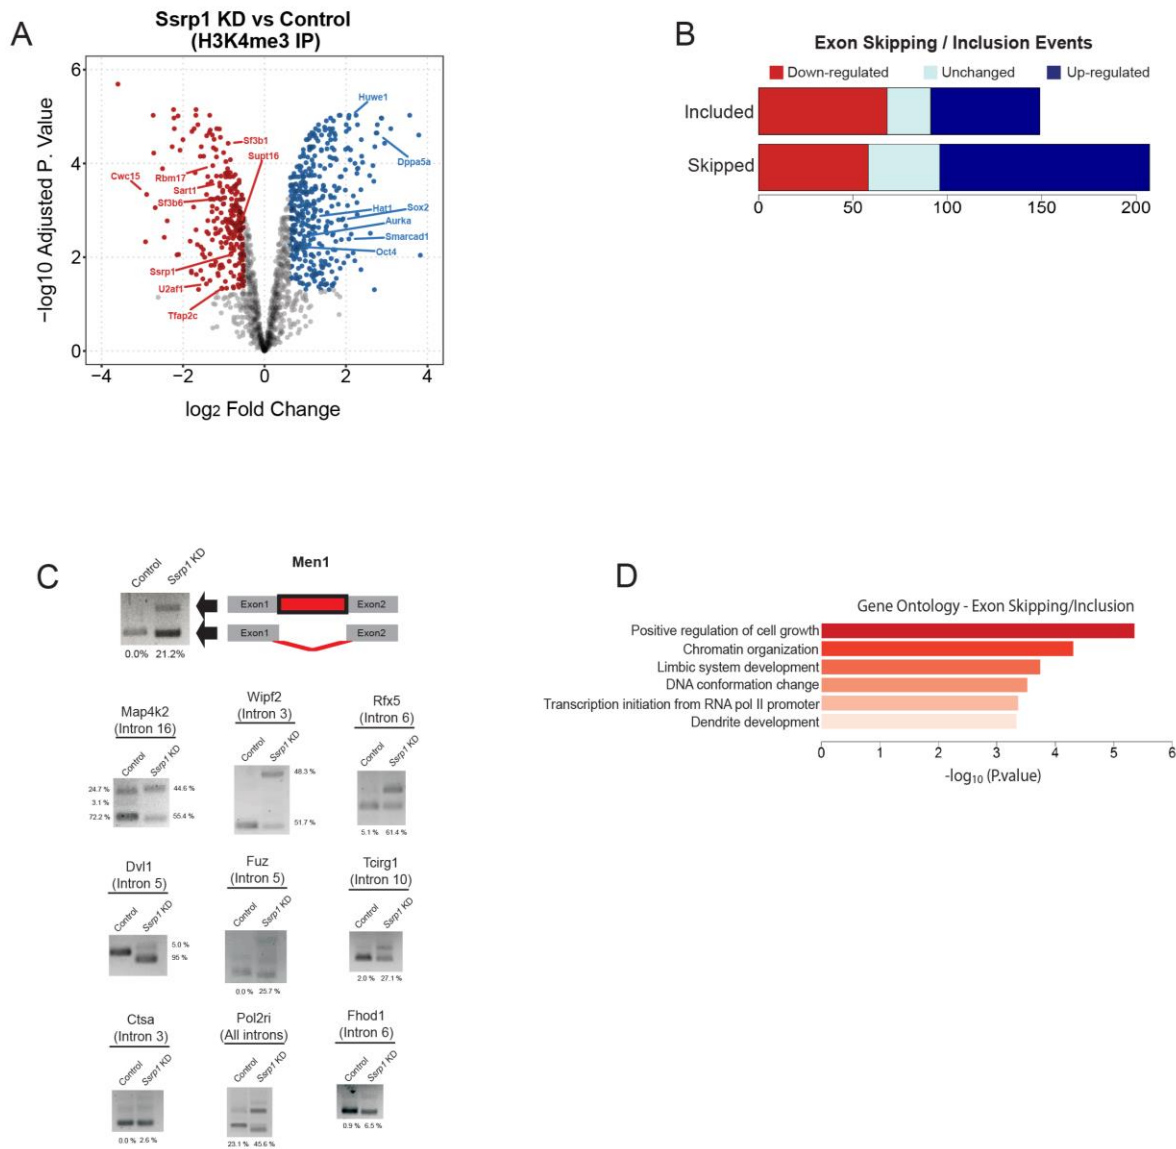 A
Ssrp1 KD vs Control
(H3K4me3 IP)
−log10 Adjusted P. Value
6
4
2
0
−4
−2
0
2
4
log2 Fold Change
Huwe1
Sf3b1
Supt16
Dppa5a
Cwc15
Rbm17
Sart1
Sf3b6
Hat1
Sox2
Aurka
Smarcad1
Oct4
Ssrp1
U2af1
Tfap2c
B
Exon Skipping / Inclusion Events
Down-regulated Unchanged Up-regulated
Included
Skipped
0 50 100 150 200
C
Men1
Control Ssrp1 KD
Exon1 Exon2
Exon1 Exon2
0.0% 21.2%
Map4k2
(Intron 16)
Control Ssrp1 KD
24.7 % 44.6 %
3.1 %
72.2 % 55.4 %
Wipf2
(Intron 3)
Control Ssrp1 KD
48.3 %
51.7 %
Rfx5
(Intron 6)
Control Ssrp1 KD
5.1 % 61.4 %
Dvl1
(Intron 5)
Control Ssrp1 KD
5.0 %
95 %
Fuz
(Intron 5)
Control Ssrp1 KD
0.0 % 25.7 %
Tcirg1
(Intron 10)
Control Ssrp1 KD
2.0 % 27.1 %
Ctsa
(Intron 3)
Control Ssrp1 KD
0.0 % 2.6 %
Pol2ri
(All introns)
Control Ssrp1 KD
23.1 % 45.6 %
Fhod1
(Intron 6)
Control Ssrp1 KD
0.9 % 6.5 %
D
Gene Ontology - Exon Skipping/Inclusion
Positive regulation of cell growth
Chromatin organization
Limbic system development
DNA conformation change
Transcription initiation from RNA pol II promoter
Dendrite development
0 1 2 3 4 5 6
-log10 (P.value)